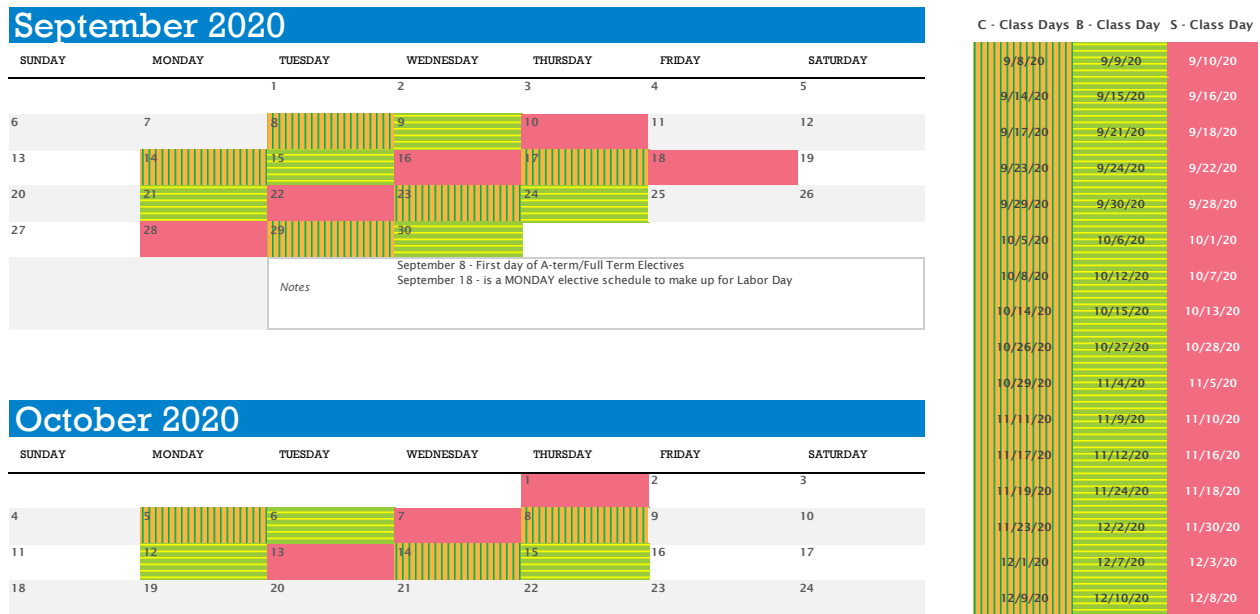 September 2020
SUNDAY MONDAY TUESDAY WEDNESDAY THURSDAY FRIDAY SATURDAY
1 2 3 4 5
6 7 8 9 10 11 12
13 14 15 16 17 18 19
20 21 22 23 24 25 26
27 28 29 30
Notes
September 8 - First day of A-term/Full Term Electives
September 18 - is a MONDAY elective schedule to make up for Labor Day
October 2020
SUNDAY MONDAY TUESDAY WEDNESDAY THURSDAY FRIDAY SATURDAY
1 2 3
4 5 6 7 8 9 10
11 12 13 14 15 16 17
18 19 20 21 22 23 24
C - Class Days B - Class Day S - Class Day
9/8/20 9/9/20 9/10/20
9/14/20 9/15/20 9/16/20
9/17/20 9/21/20 9/18/20
9/23/20 9/24/20 9/22/20
9/29/20 9/30/20 9/28/20
10/5/20 10/6/20 10/1/20
10/8/20 10/12/20 10/7/20
10/14/20 10/15/20 10/13/20
10/26/20 10/27/20 10/28/20
10/29/20 11/4/20 11/5/20
11/11/20 11/9/20 11/10/20
11/17/20 11/12/20 11/16/20
11/19/20 11/24/20 11/18/20
11/23/20 12/2/20 11/30/20
12/1/20 12/7/20 12/3/20
12/9/20 12/10/20 12/8/20